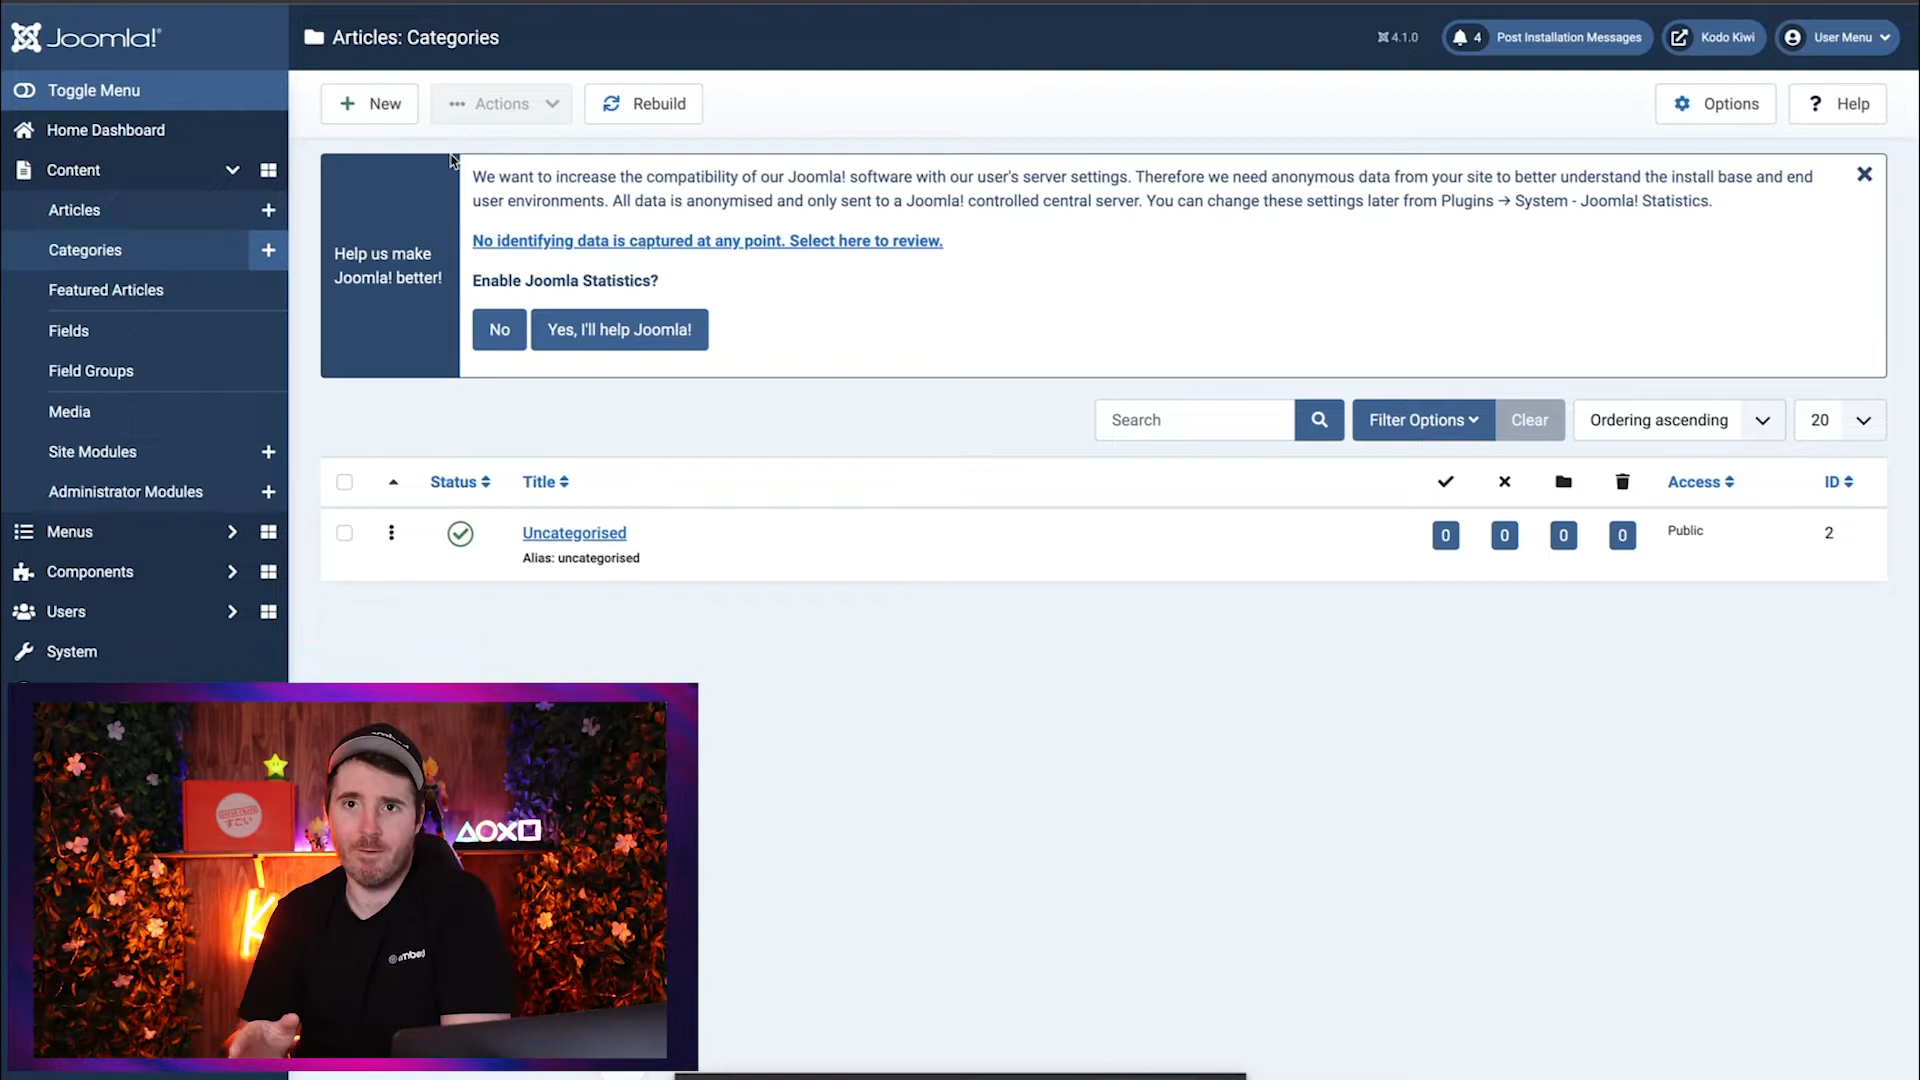 Joomla!
Articles: Categories
4.1.0
4 Post Installation Messages
Kodo Kiwi
User Menu
Toggle Menu
Home Dashboard
Content
Articles
Categories
Featured Articles
Fields
Field Groups
Media
Site Modules
Administrator Modules
Menus
Components
Users
System
New
Actions
Rebuild
Options
? Help
Help us make
Joomla! better!
We want to increase the compatibility of our Joomla! software with our user's server settings. Therefore we need anonymous data from your site to better understand the install base and end
user environments. All data is anonymised and only sent to a Joomla! controlled central server. You can change these settings later from Plugins → System - Joomla! Statistics.
No identifying data is captured at any point. Select here to review.
Enable Joomla Statistics?
No
Yes, I'll help Joomla!
Search
Filter Options
Clear
Ordering ascending
20
Status
Title
Access
ID
Uncategorised
Alias: uncategorised
0
0
0
0
Public
2
すごい
K